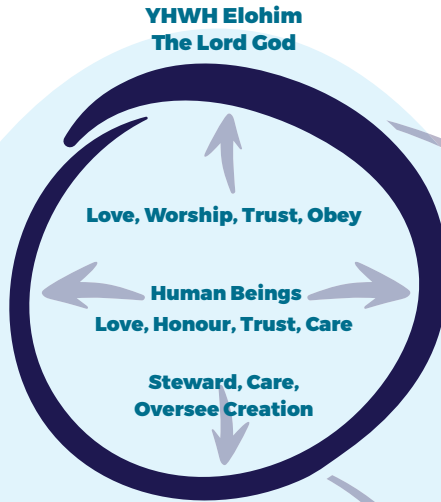 YHWH Elohim
The Lord God
Love, Worship, Trust, Obey
Human Beings
Love, Honour, Trust, Care
Steward, Care,
Oversee Creation